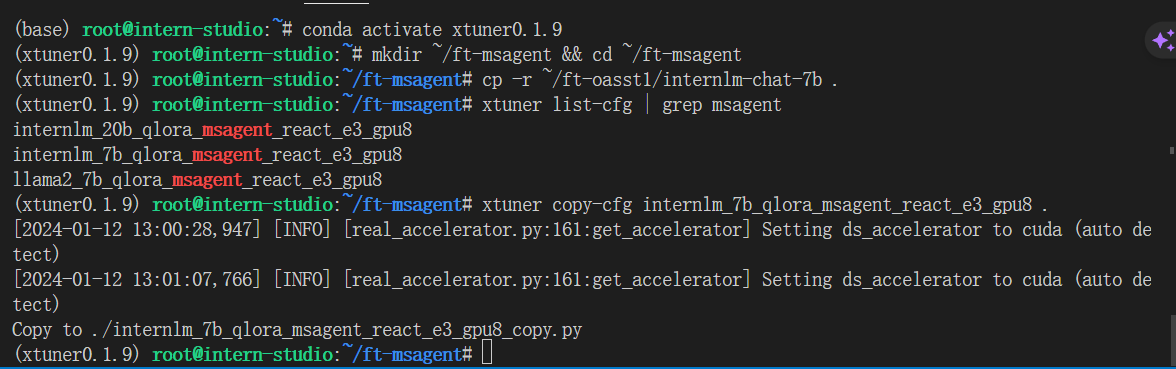 (base) root@intern-studio:~# conda activate xtuner0.1.9
(xtuner0.1.9) root@intern-studio:~# mkdir ~/ft-msagent && cd ~/ft-msagent
(xtuner0.1.9) root@intern-studio:~/ft-msagent# cp -r ~/ft-oasst1/internlm-chat-7b .
(xtuner0.1.9) root@intern-studio:~/ft-msagent# xtuner list-cfg | grep msagent
internlm_20b_qlora_msagent_react_e3_gpu8
internlm_7b_qlora_msagent_react_e3_gpu8
llama2_7b_qlora_msagent_react_e3_gpu8
(xtuner0.1.9) root@intern-studio:~/ft-msagent# xtuner copy-cfg internlm_7b_qlora_msagent_react_e3_gpu8 .
[2024-01-12 13:00:28,947] [INFO] [real_accelerator.py:161:get_accelerator] Setting ds_accelerator to cuda (auto de
tect)
[2024-01-12 13:01:07,766] [INFO] [real_accelerator.py:161:get_accelerator] Setting ds_accelerator to cuda (auto de
tect)
Copy to ./internlm_7b_qlora_msagent_react_e3_gpu8_copy.py
(xtuner0.1.9) root@intern-studio:~/ft-msagent#